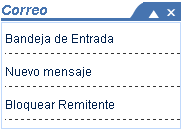 Correo
Bandeja de Entrada
Nuevo mensaje
Bloquear Remitente